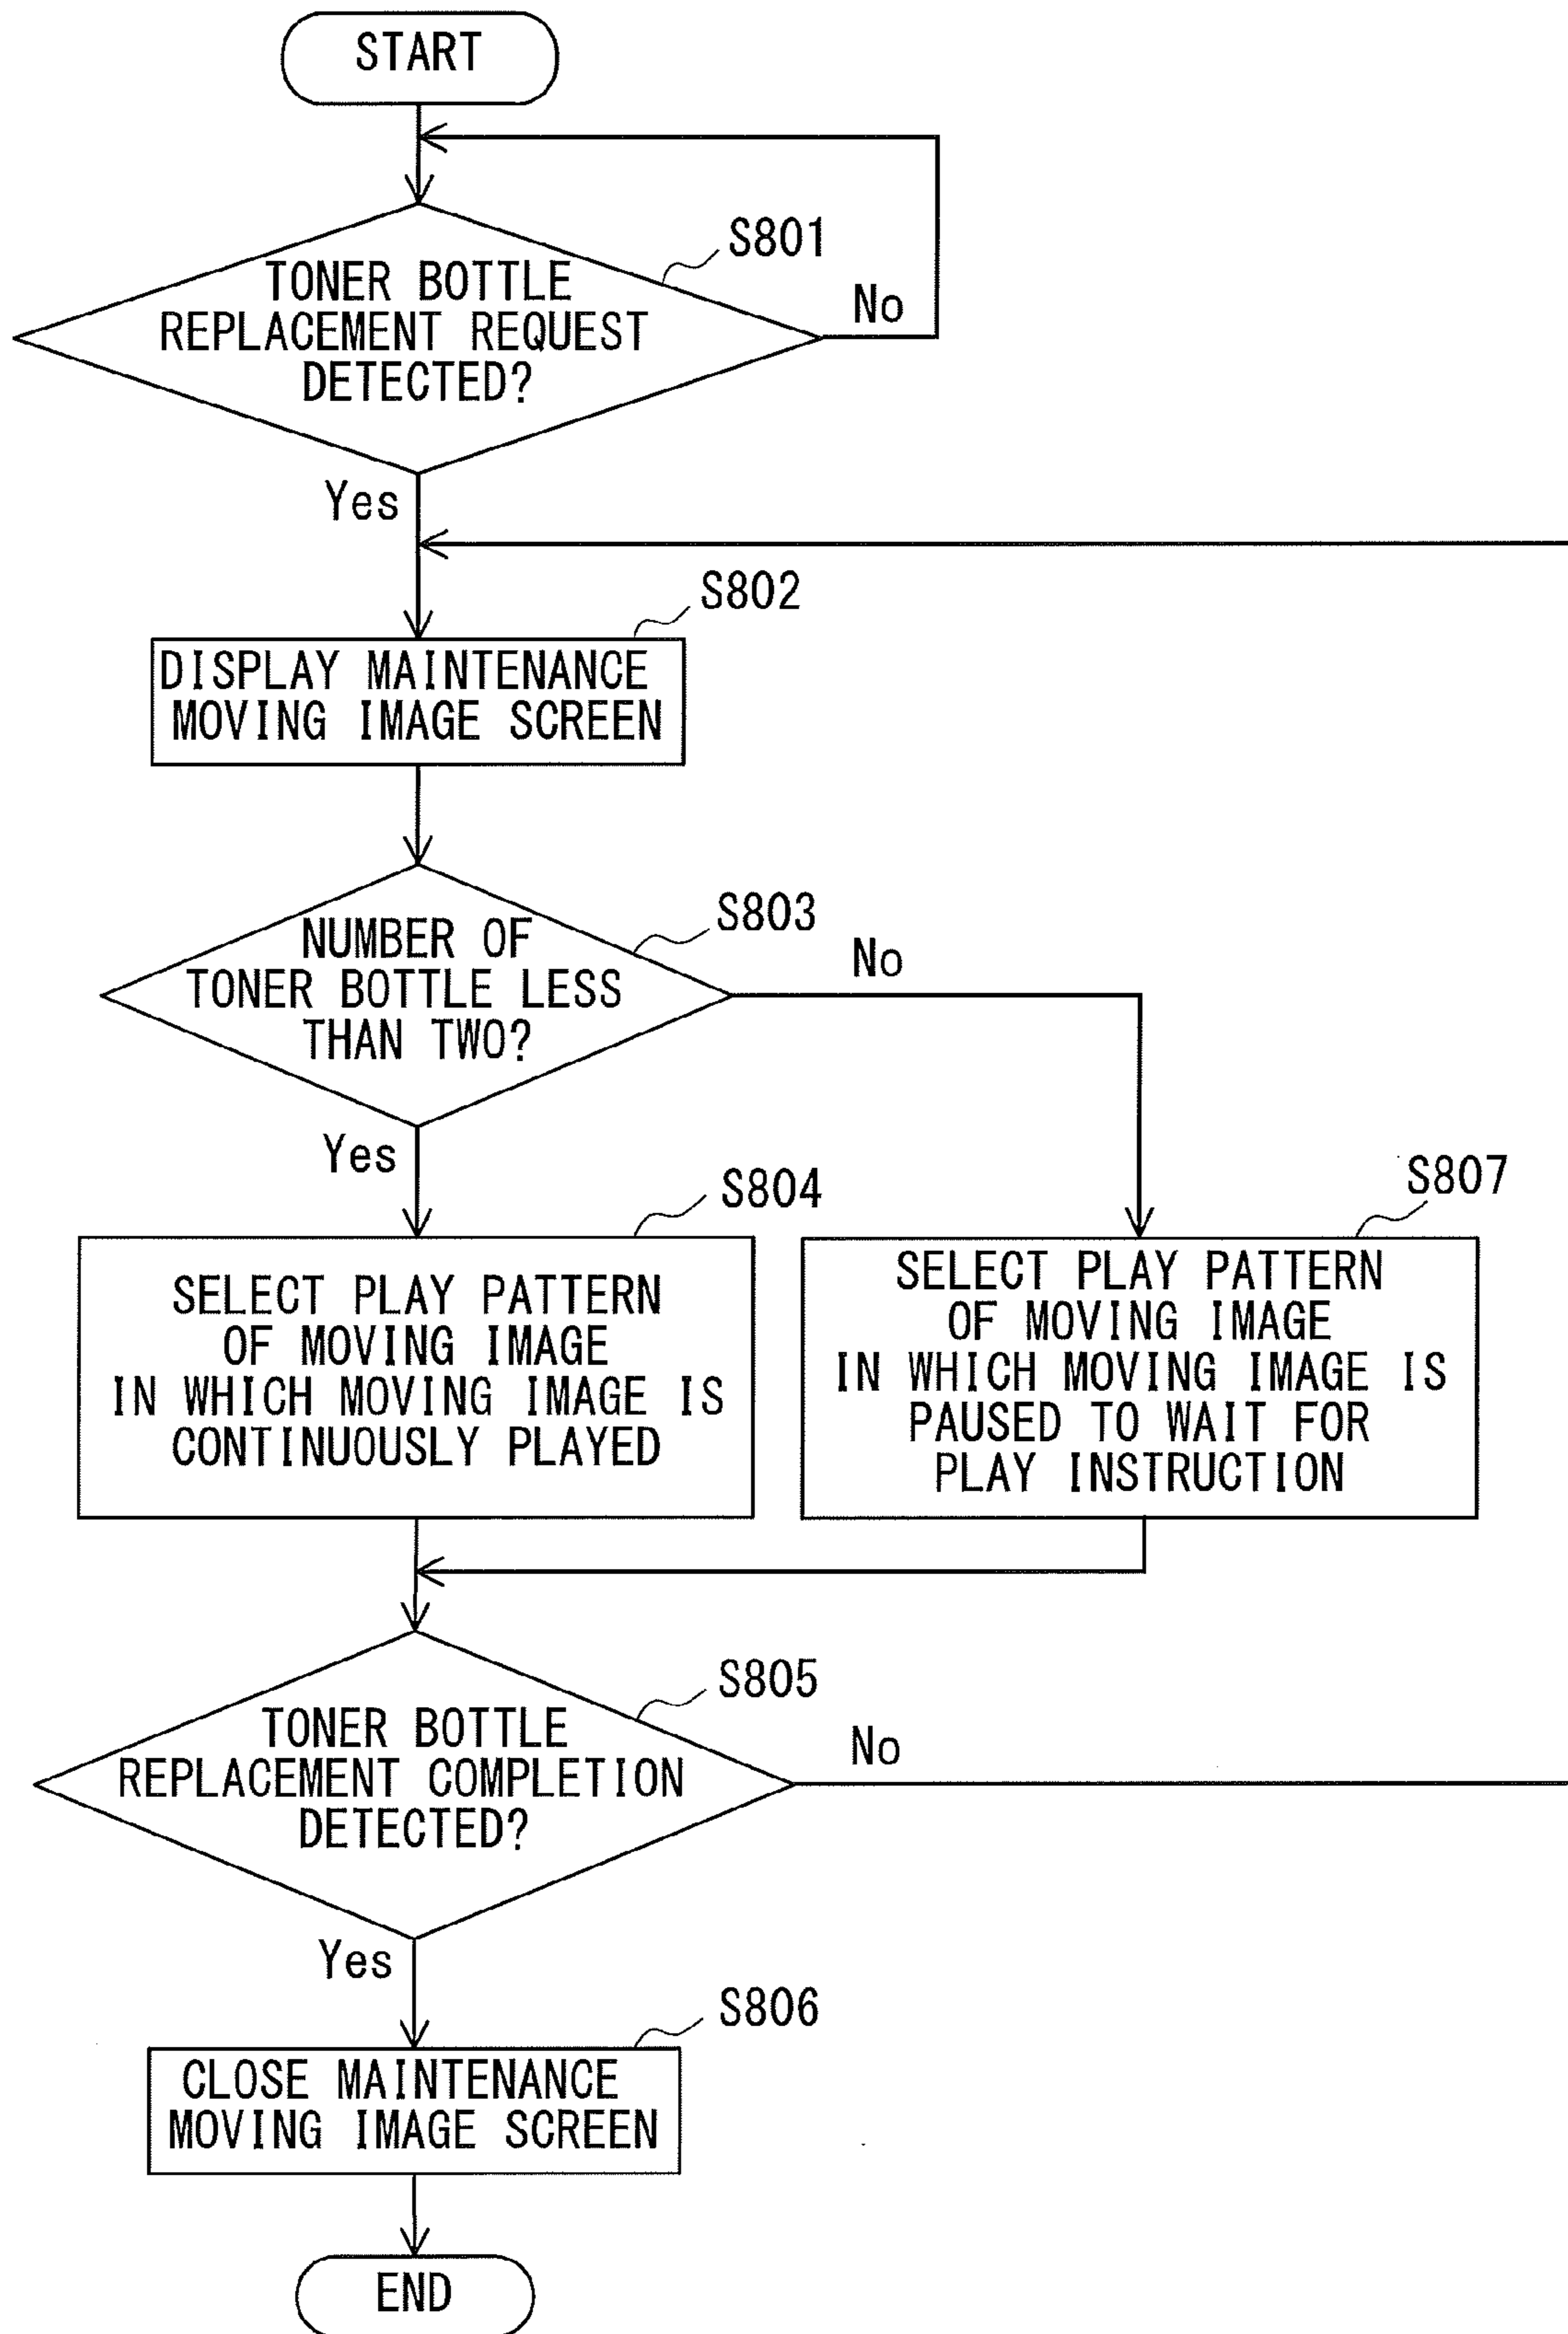 START
S801
TONER BOTTLE
REPLACEMENT REQUEST
DETECTED?
No
Yes
S802
DISPLAY MAINTENANCE
MOVING IMAGE SCREEN
S803
NUMBER OF
TONER BOTTLE LESS
THAN TWO?
No
Yes
S804
SELECT PLAY PATTERN
OF MOVING IMAGE
IN WHICH MOVING IMAGE IS
CONTINUOUSLY PLAYED
S807
SELECT PLAY PATTERN
OF MOVING IMAGE
IN WHICH MOVING IMAGE IS
PAUSED TO WAIT FOR
PLAY INSTRUCTION
S805
TONER BOTTLE
REPLACEMENT COMPLETION
DETECTED?
No
Yes
S806
CLOSE MAINTENANCE
MOVING IMAGE SCREEN
END